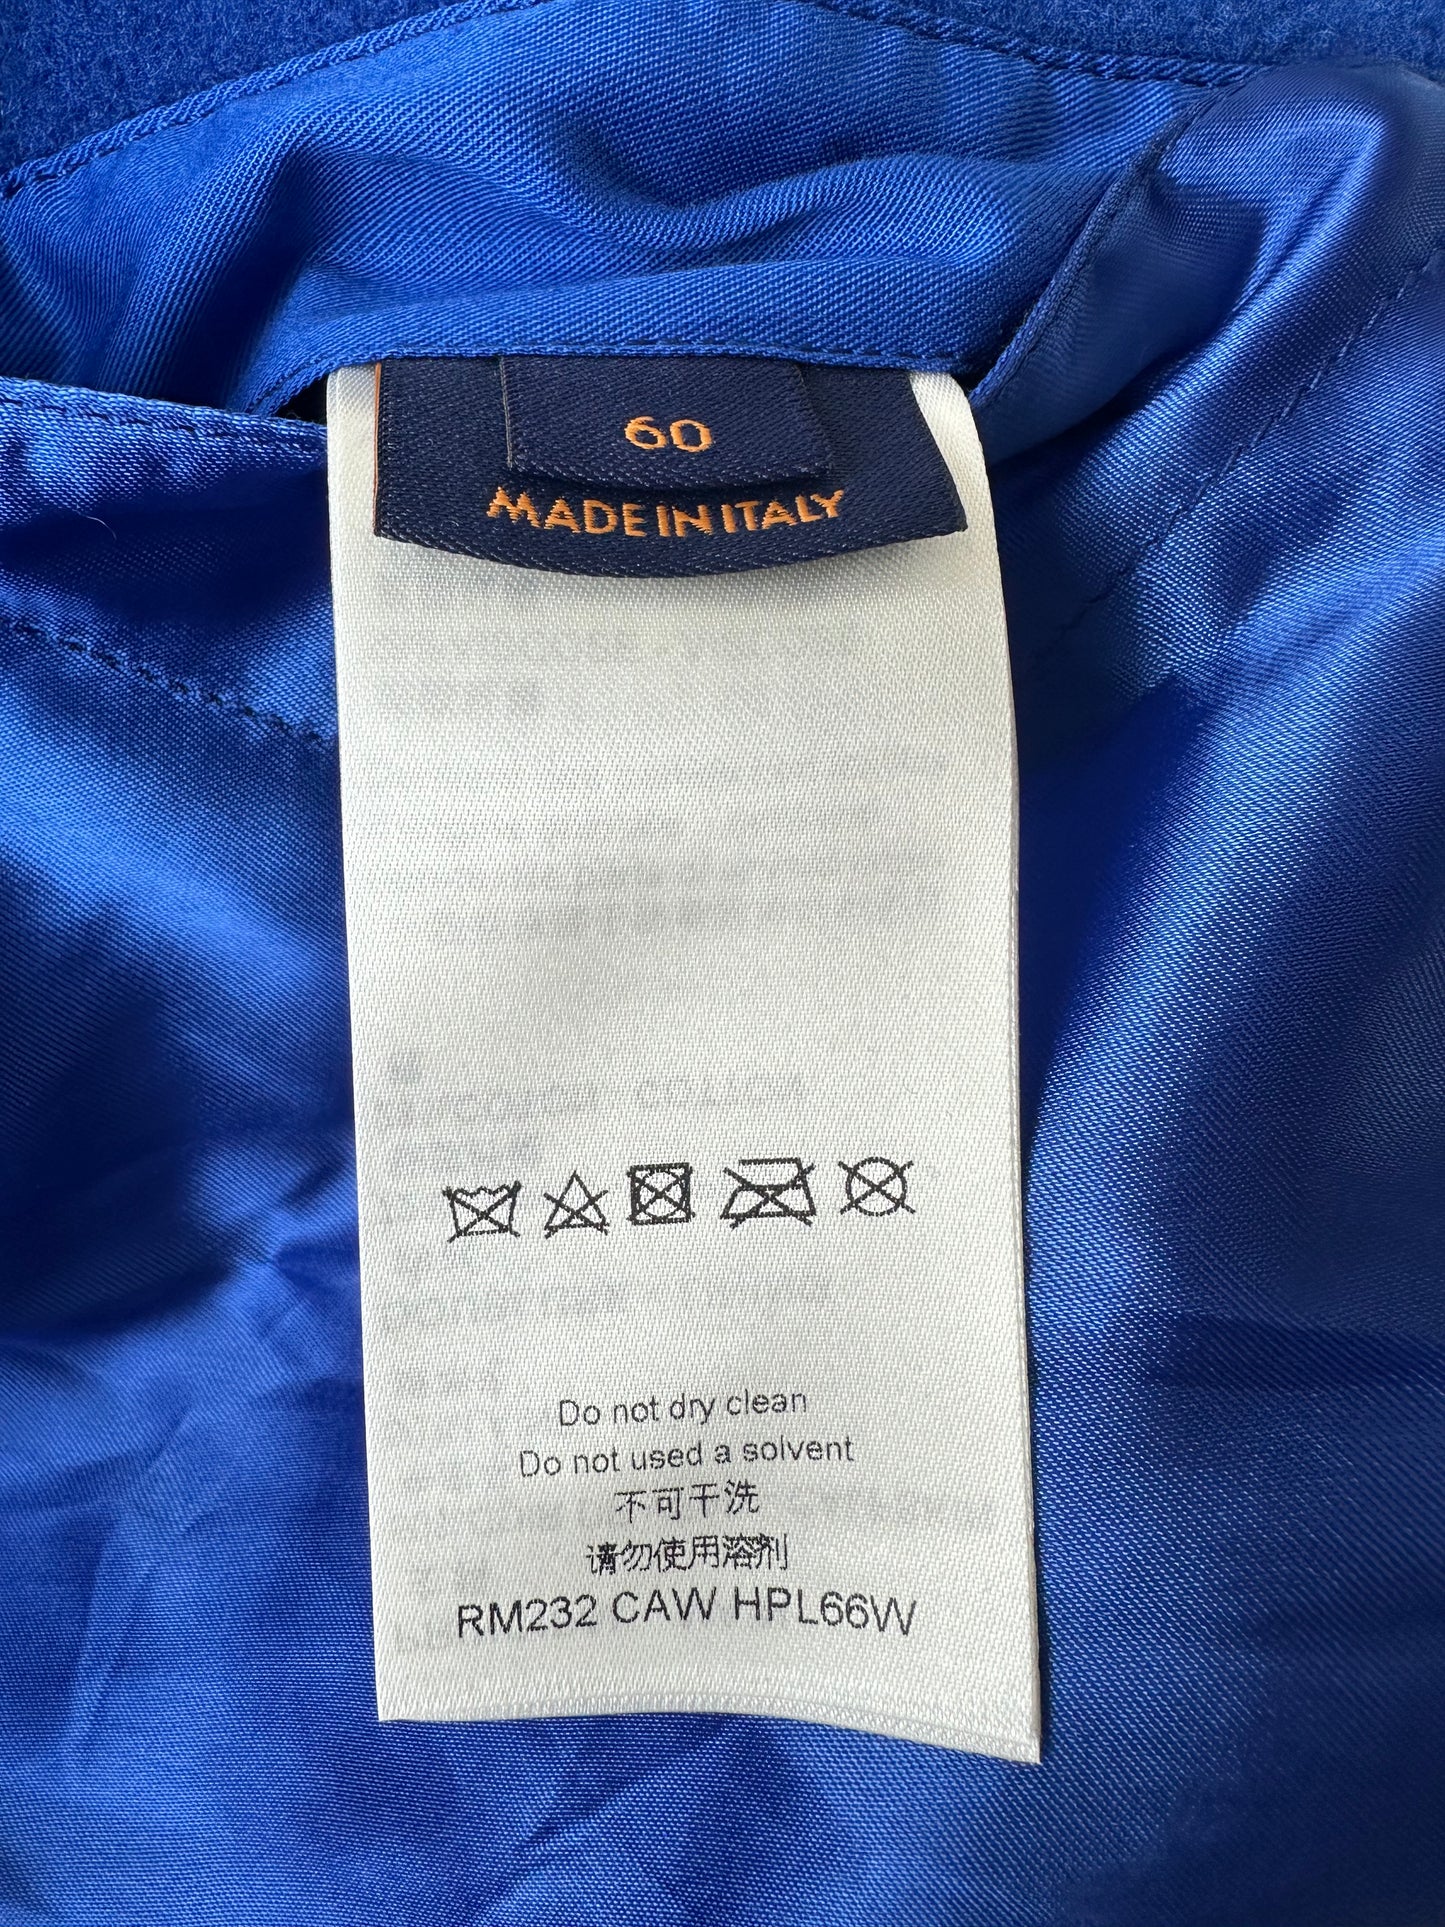 60
MADE IN ITALY
Do not dry clean
Do not used a solvent
不可干洗
请勿使用溶剂
RM232 CAW HPL66W